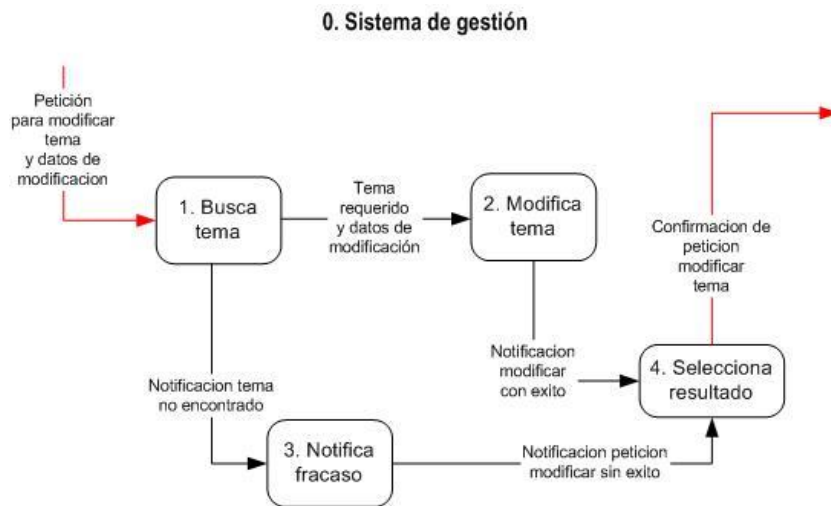 0. Sistema de gestión
Petición
para modificar
tema
y datos de
modificacion
1. Busca
tema
Tema
requerido
y datos de
modificación
2. Modifica
tema
Confirmacion de
peticion
modificar
tema
Notificacion
modificar
con exito
4. Selecciona
resultado
Notificacion tema
no encontrado
3. Notifica
fracaso
Notificacion peticion
modificar sin exito